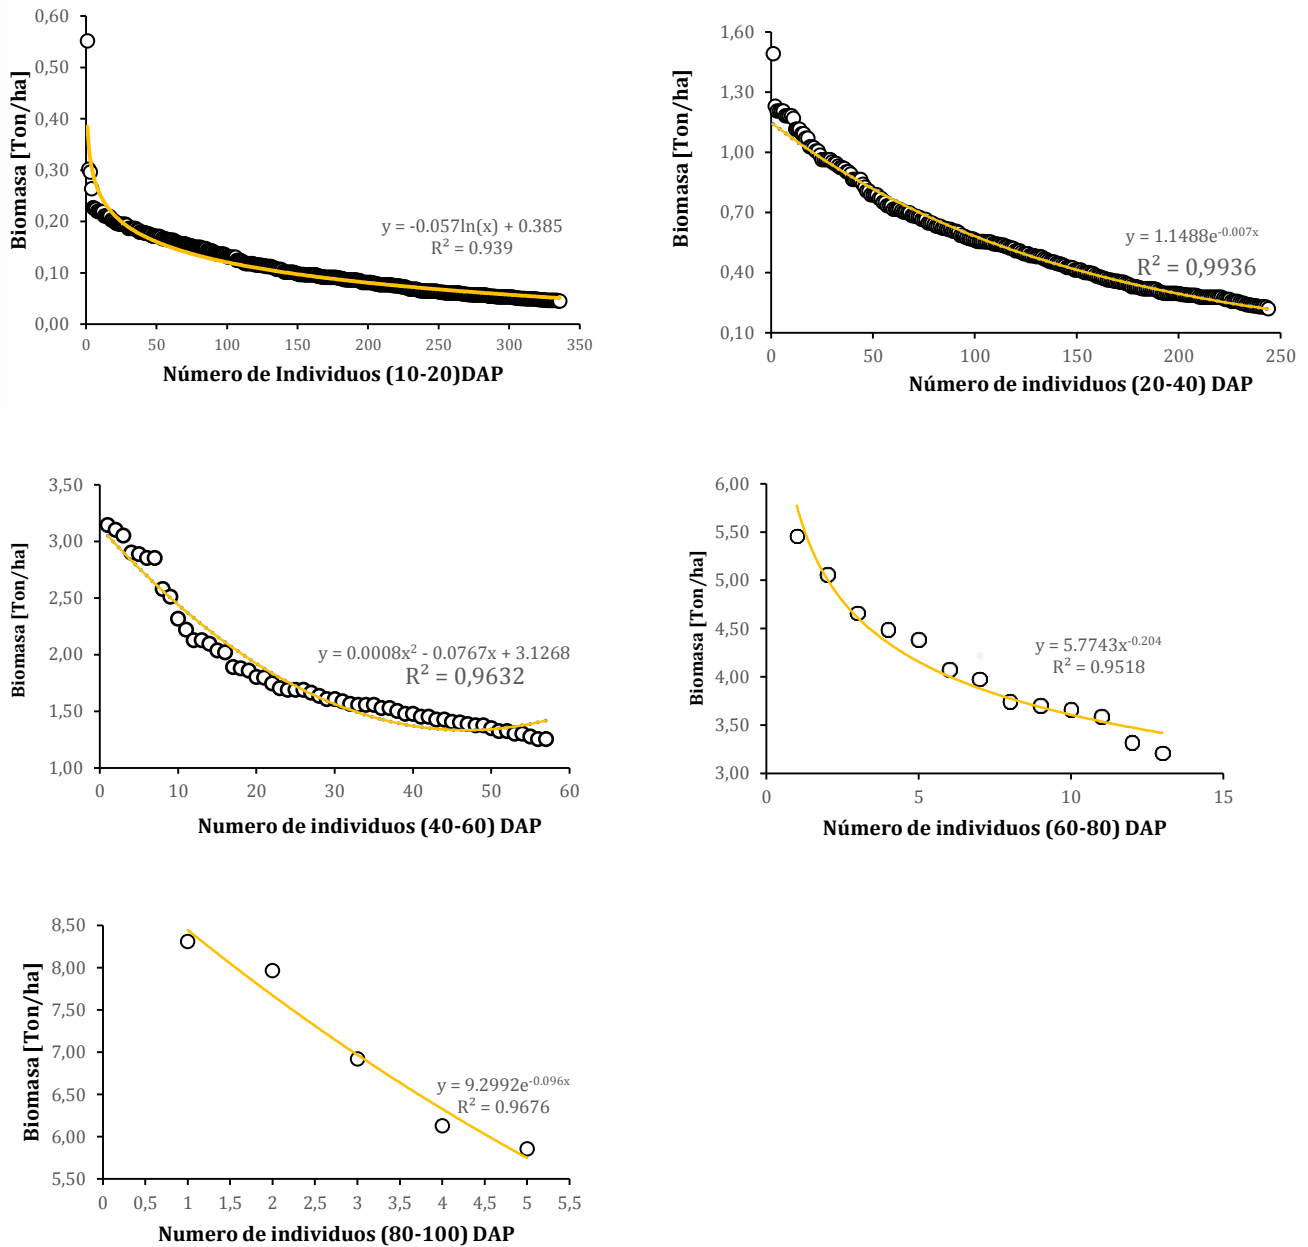 0,60
0,50
0,40
0,30
0,20
0,10
0,00
Biomasa [Ton/ha]
y = -0.057ln(x) + 0.385
R² = 0.939
0 50 100 150 200 250 300 350
Número de Individuos (10-20)DAP
1,60
1,30
1,00
0,70
0,40
0,10
Biomasa [Ton/ha]
y = 1.1488e^-0.007x
R² = 0,9936
0 50 100 150 200 250
Número de individuos (20-40) DAP
3,50
3,00
2,50
2,00
1,50
1,00
Biomasa [Ton/ha]
y = 0.0008x² - 0.0767x + 3.1268
R² = 0,9632
0 10 20 30 40 50 60
Numero de individuos (40-60) DAP
6,00
5,50
5,00
4,50
4,00
3,50
3,00
Biomasa [Ton/ha]
y = 5.7743x^-0.204
R² = 0.9518
0 5 10 15
Número de individuos (60-80) DAP
8,50
8,00
7,50
7,00
6,50
6,00
5,50
Biomasa [Ton/ha]
y = 9.2992e^-0.096x
R² = 0.9676
0 0,5 1 1,5 2 2,5 3 3,5 4 4,5 5 5,5
Numero de individuos (80-100) DAP